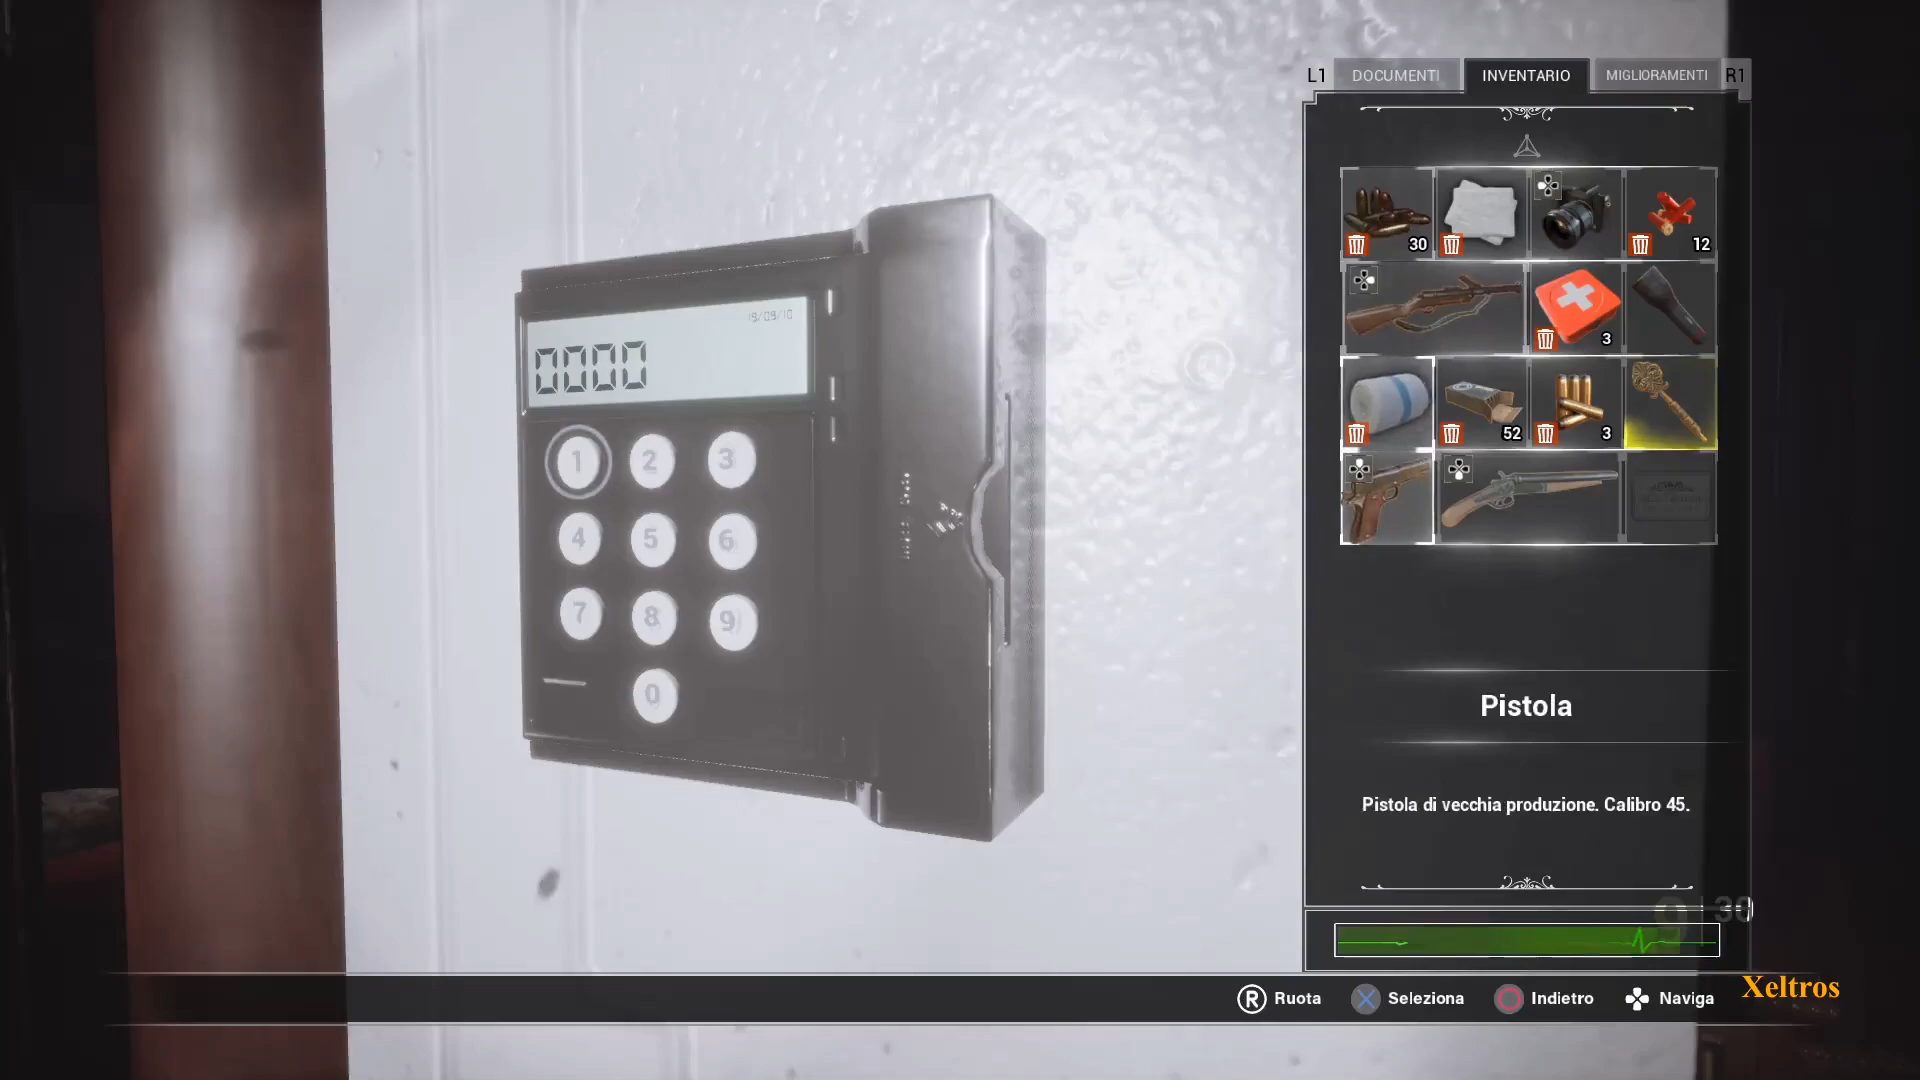 L1 DOCUMENTI INVENTARIO MIGLIORAMENTI R1
19/09/10
0000
1 2 3
4 5 6
7 8 9
0
30 12
3
52 3
Pistola
Pistola di vecchia produzione. Calibro 45.
30
R Ruota Seleziona Indietro Naviga
Xeltros